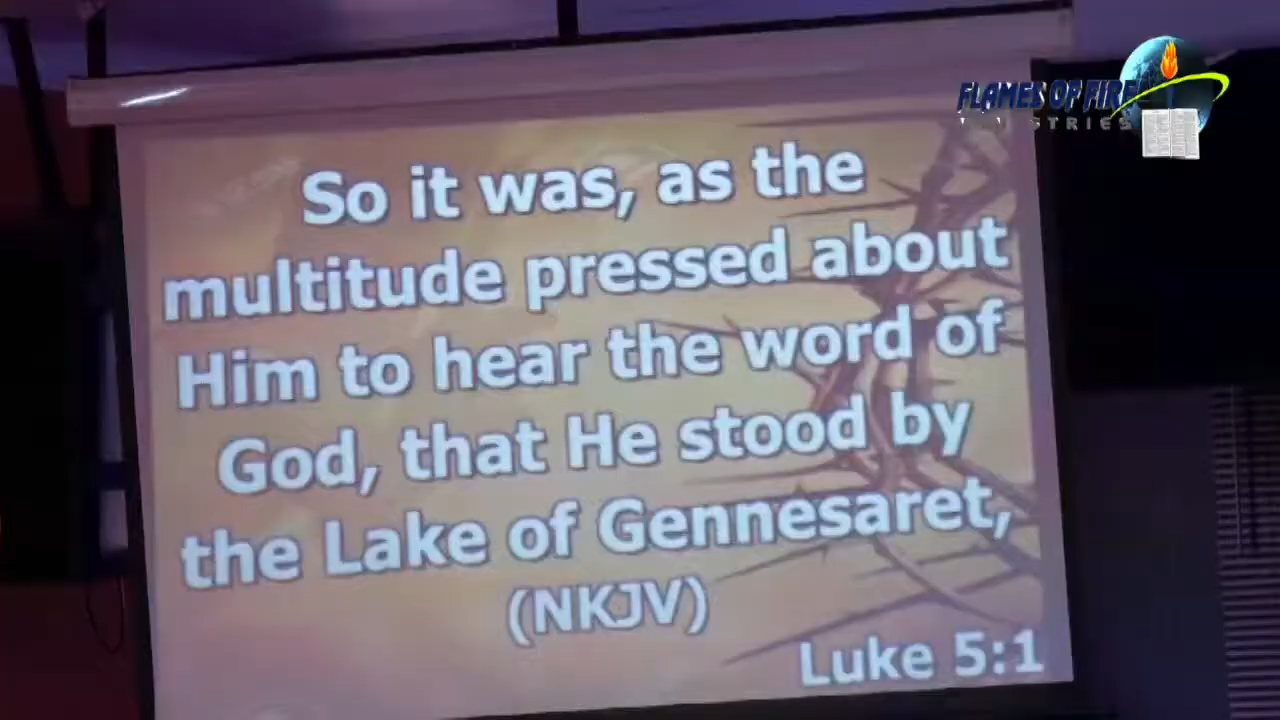 FLAMES OF FIRE
So it was, as the
multitude pressed about
Him to hear the word of
God, that He stood by
the Lake of Gennesaret,
(NKJV)
Luke 5:1